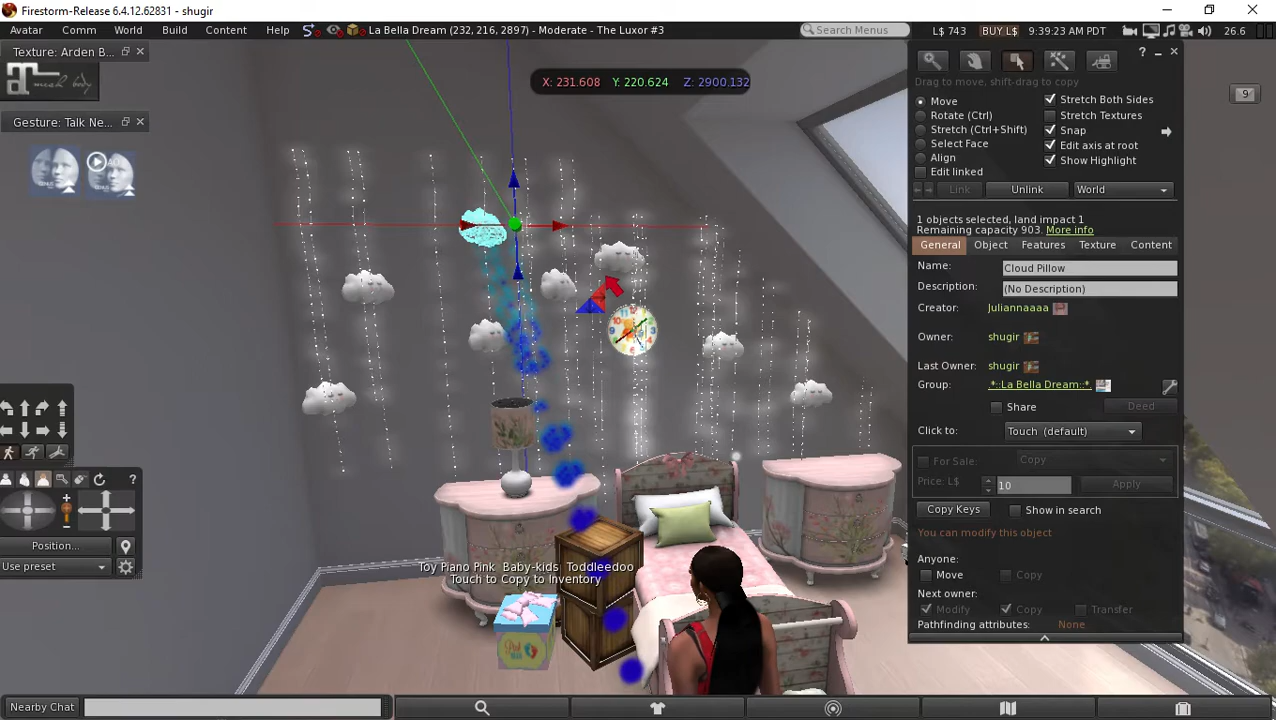 Firestorm-Release 6.4.12.62831 - shugir
Avatar Comm World Build Content Help La Bella Dream (232, 216, 2897) - Moderate - The Luxor #3 Search Menus L$ 743 BUY L$ 9:39:23 AM PDT 26.6
Texture: Arden B...
mesh body
Gesture: Talk Ne...
X: 231.608 Y: 220.624 Z: 2900.132
9
Drag to move, shift-drag to copy
Move
Rotate (Ctrl)
Stretch (Ctrl+Shift)
Select Face
Align
Edit linked
Stretch Both Sides
Stretch Textures
Snap
Edit axis at root
Show Highlight
Link Unlink World
1 objects selected, land impact 1
Remaining capacity 903. More info
General Object Features Texture Content
Name: Cloud Pillow
Description: (No Description)
Creator: Juliannaaaa
Owner: shugir
Last Owner: shugir
Group: .*::La Bella Dream::*.
Share Deed
Click to: Touch (default)
For Sale: Copy
Price: L$ 10 Apply
Copy Keys Show in search
You can modify this object
Anyone:
Move Copy
Next owner:
Modify Copy Transfer
Pathfinding attributes: None
Position...
Use preset
Toy Piano Pink Baby-kids Toddleedoo
Touch to Copy to Inventory
Nearby Chat